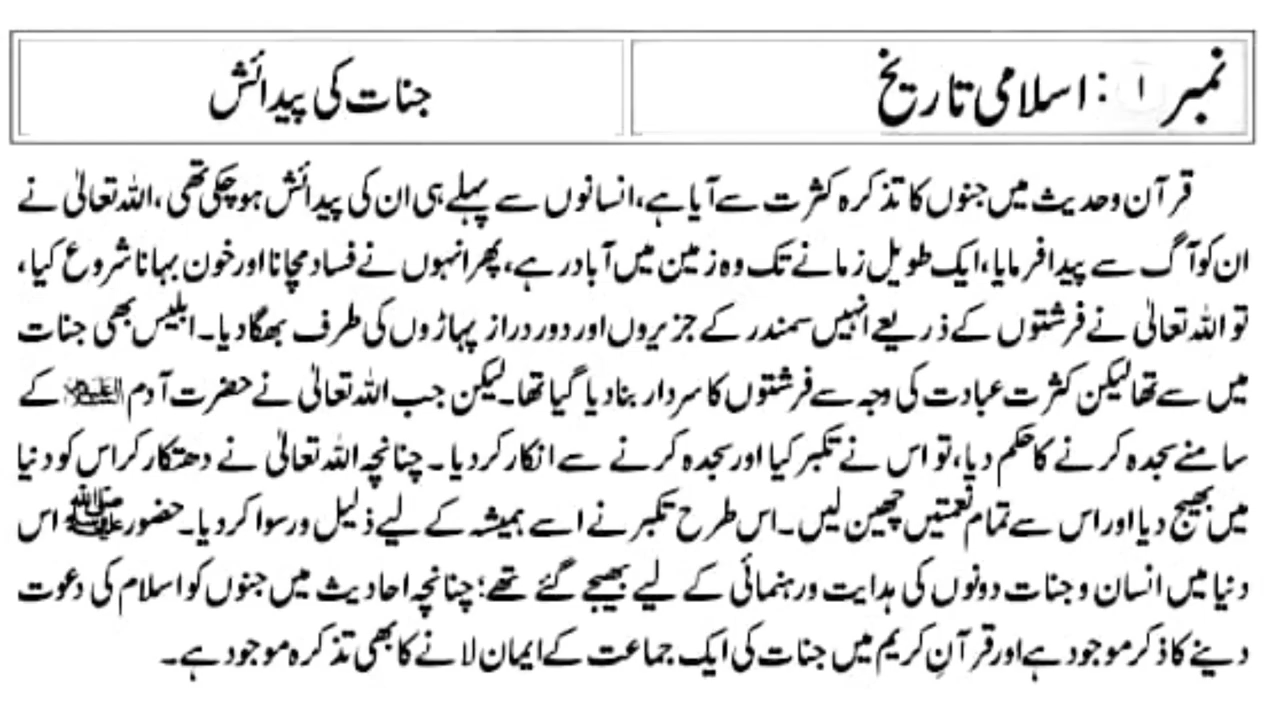 نمبر ۱ : اسلامی تاریخ
جنات کی پیدائش
قرآن وحدیث میں جنوں کا تذکرہ کثرت سے آیا ہے، انسانوں سے پہلے ہی ان کی پیدائش ہو چکی تھی، اللہ تعالیٰ نے
ان کو آگ سے پیدا فرمایا، ایک طویل زمانے تک وہ زمین میں آباد رہے، پھر انہوں نے فساد مچانا اور خون بہانا شروع کیا،
تو اللہ تعالیٰ نے فرشتوں کے ذریعے انہیں سمندر کے جزیروں اور دور دراز پہاڑوں کی طرف بھگا دیا۔ ابلیس بھی جنات
میں سے تھا لیکن کثرت عبادت کی وجہ سے فرشتوں کا سردار بنا دیا گیا تھا۔ لیکن جب اللہ تعالیٰ نے حضرت آدم علیہ السلام کے
سامنے سجدہ کرنے کا حکم دیا، تو اس نے تکبر کیا اور سجدہ کرنے سے انکار کر دیا۔ چنانچہ اللہ تعالیٰ نے دھتکار کر اس کو دنیا
میں بھیج دیا اور اس سے تمام نعمتیں چھین لیں۔ اس طرح تکبر نے اسے ہمیشہ کے لیے ذلیل ورسوا کر دیا۔ حضور ﷺ اس
دنیا میں انسان و جنات دونوں کی ہدایت ورہنمائی کے لیے بھیجے گئے تھے؛ چنانچہ احادیث میں جنوں کو اسلام کی دعوت
دینے کا ذکر موجود ہے اور قرآنِ کریم میں جنات کی ایک جماعت کے ایمان لانے کا بھی تذکرہ موجود ہے۔